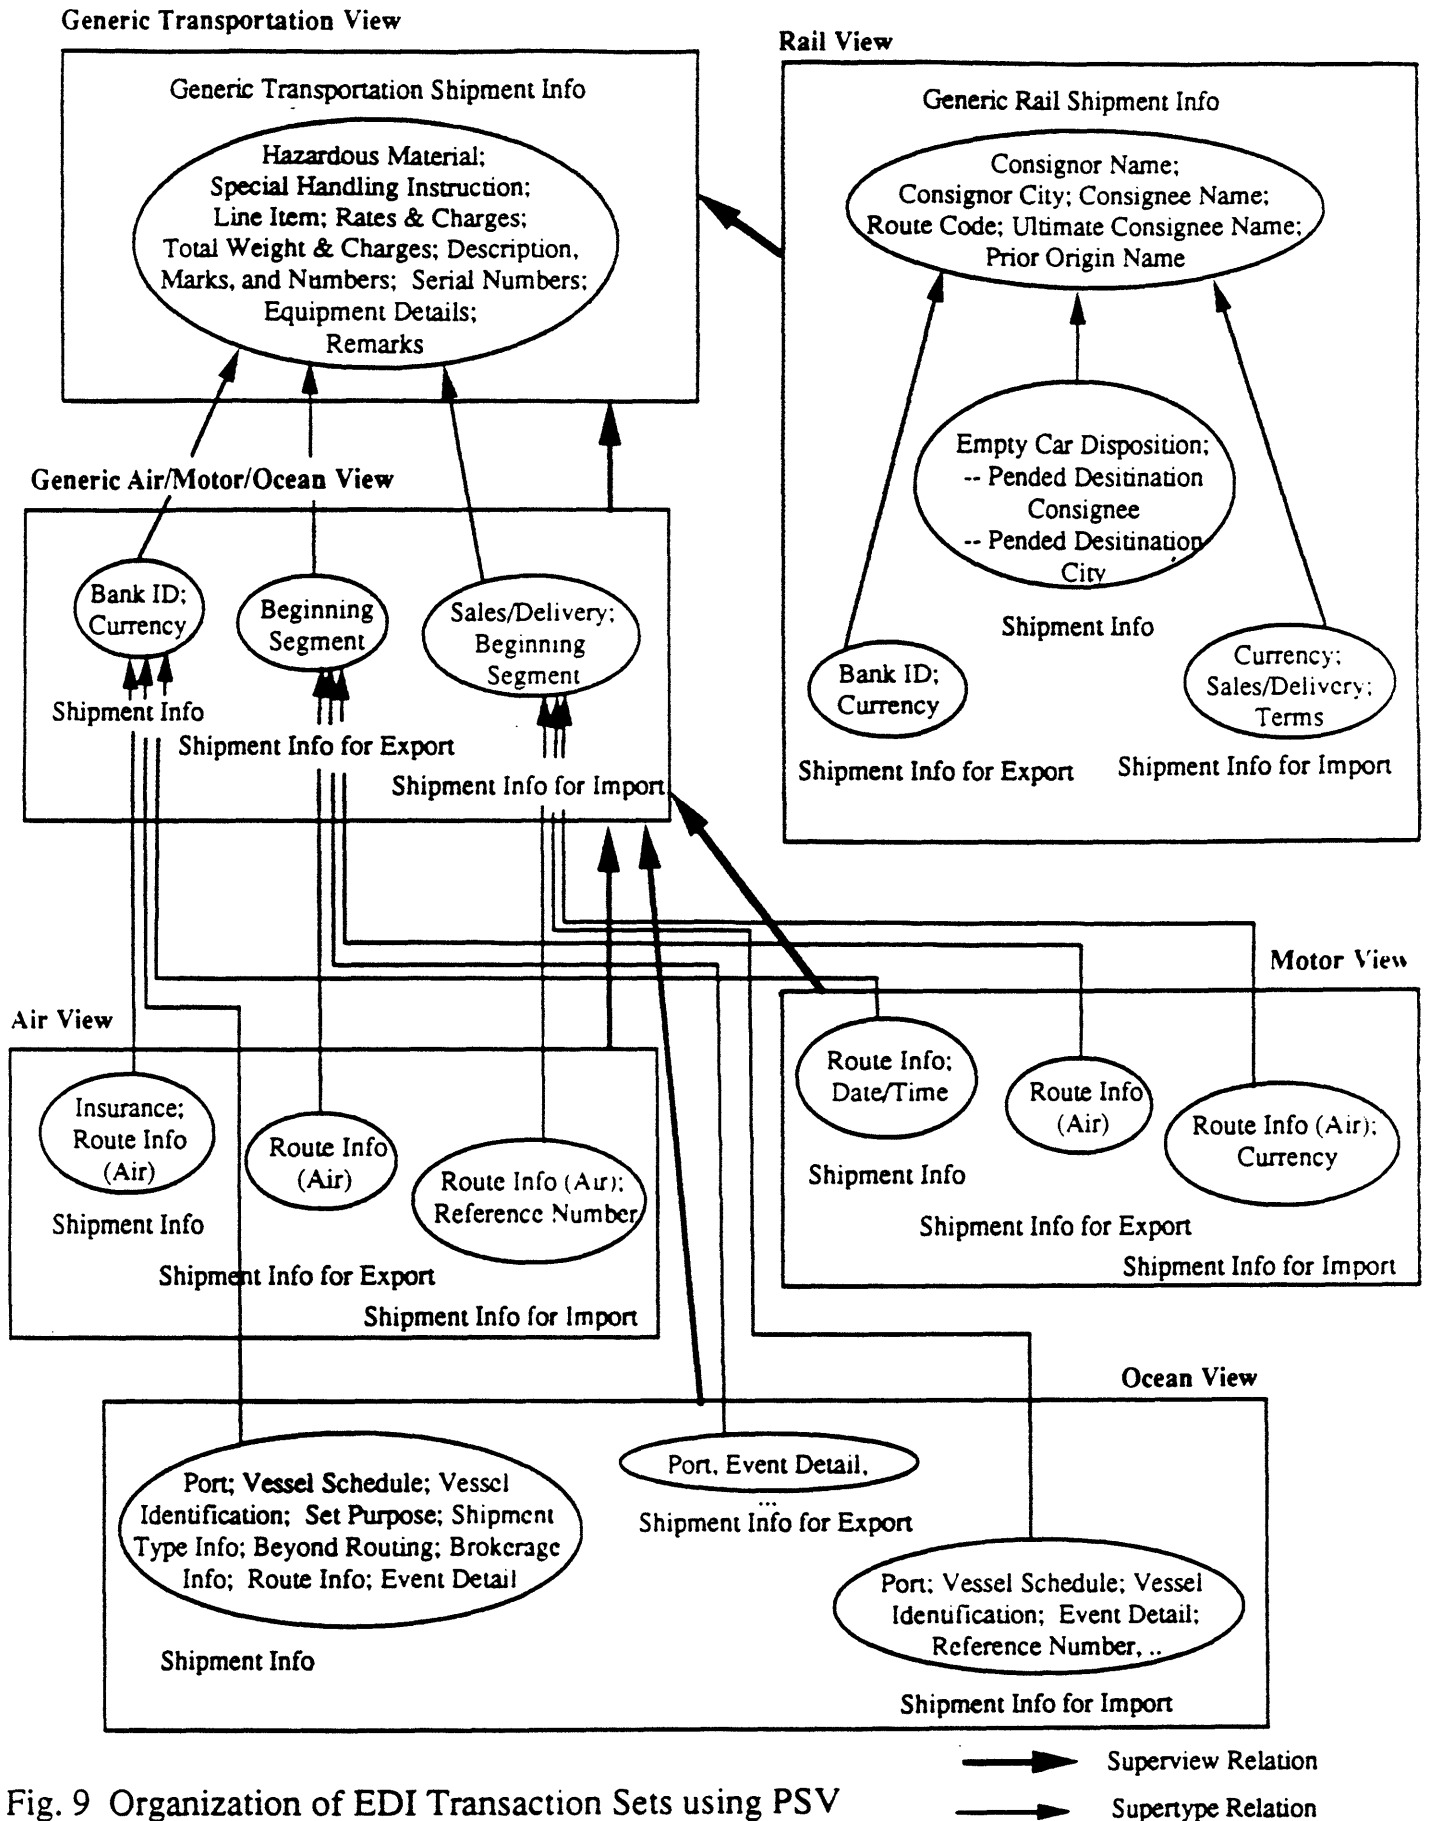 Generic Transportation View
Generic Transportation Shipment Info
Hazardous Material;
Special Handling Instruction;
Line Item; Rates & Charges;
Total Weight & Charges; Description,
Marks, and Numbers; Serial Numbers;
Equipment Details;
Remarks
Rail View
Generic Rail Shipment Info
Consignor Name;
Consignor City; Consignee Name;
Route Code; Ultimate Consignee Name;
Prior Origin Name
Empty Car Disposition;
-- Pended Desitination
Consignee
-- Pended Desitination
City
Shipment Info
Bank ID;
Currency
Shipment Info for Export
Currency;
Sales/Delivery;
Terms
Shipment Info for Import
Generic Air/Motor/Ocean View
Bank ID;
Currency
Shipment Info
Beginning
Segment
Shipment Info for Export
Sales/Delivery;
Beginning
Segment
Shipment Info for Import
Motor View
Route Info;
Date/Time
Shipment Info
Route Info
(Air)
Shipment Info for Export
Route Info (Air);
Currency
Shipment Info for Import
Air View
Insurance;
Route Info
(Air)
Shipment Info
Route Info
(Air)
Shipment Info for Export
Route Info (Air);
Reference Number
Shipment Info for Import
Ocean View
Port; Vessel Schedule; Vessel
Identification; Set Purpose; Shipment
Type Info; Beyond Routing; Brokerage
Info; Route Info; Event Detail
Shipment Info
Port, Event Detail,
...
Shipment Info for Export
Port; Vessel Schedule; Vessel
Identification; Event Detail;
Reference Number, ..
Shipment Info for Import
Superview Relation
Supertype Relation
Fig. 9 Organization of EDI Transaction Sets using PSV